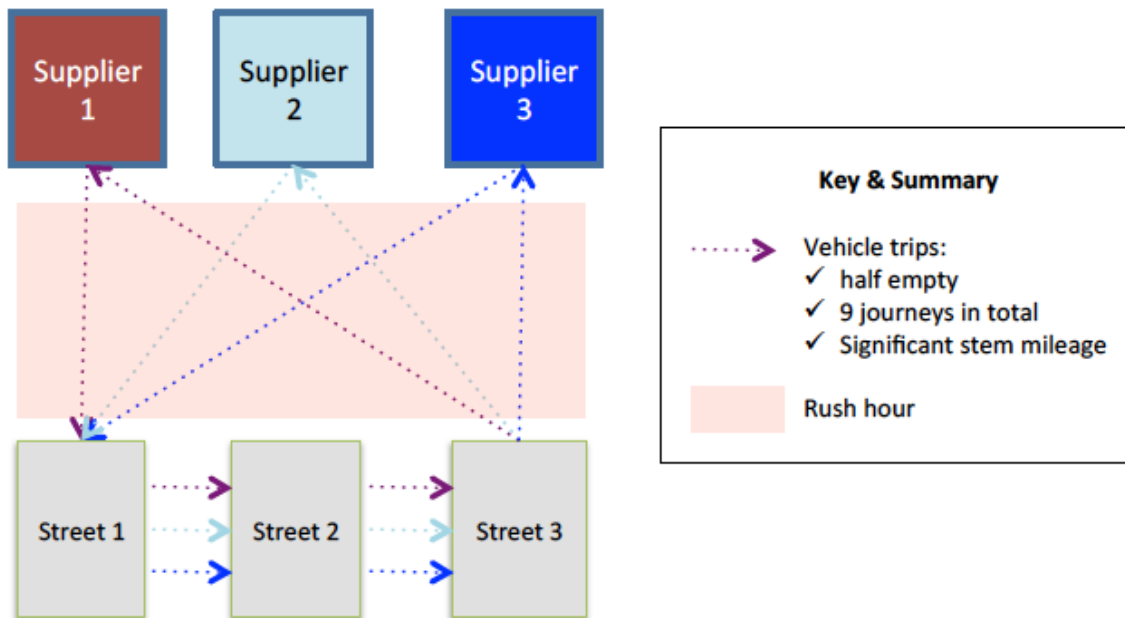 Supplier
1
Supplier
2
Supplier
3
Street 1
Street 2
Street 3
Key & Summary
Vehicle trips:
✓ half empty
✓ 9 journeys in total
✓ Significant stem mileage
Rush hour